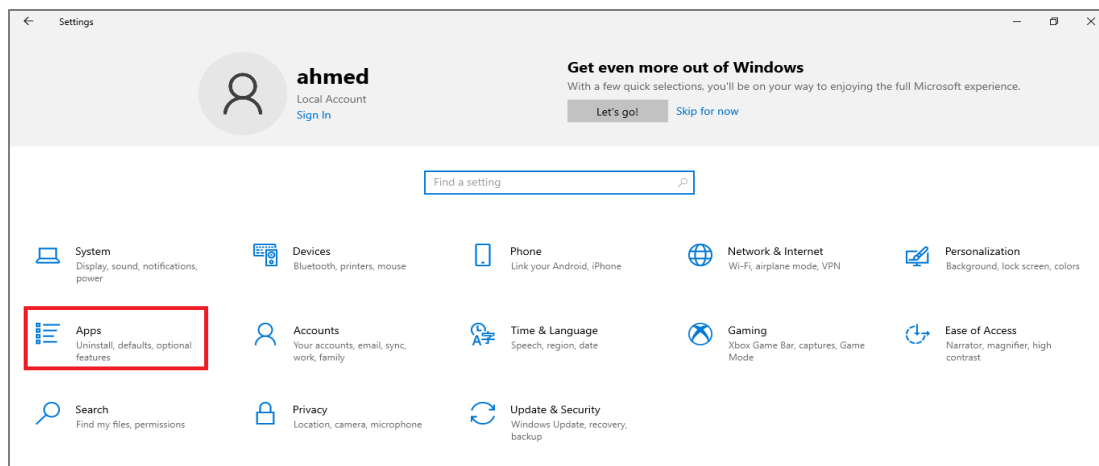 Settings
ahmed
Local Account
Sign In
Get even more out of Windows
With a few quick selections, you'll be on your way to enjoying the full Microsoft experience.
Let's go!
Skip for now
Find a setting
System
Display, sound, notifications,
power
Devices
Bluetooth, printers, mouse
Phone
Link your Android, iPhone
Network & Internet
Wi-Fi, airplane mode, VPN
Personalization
Background, lock screen, colors
Apps
Uninstall, defaults, optional
features
Accounts
Your accounts, email, sync,
work, family
Time & Language
Speech, region, date
Gaming
Xbox Game Bar, captures, Game
Mode
Ease of Access
Narrator, magnifier, high
contrast
Search
Find my files, permissions
Privacy
Location, camera, microphone
Update & Security
Windows Update, recovery,
backup